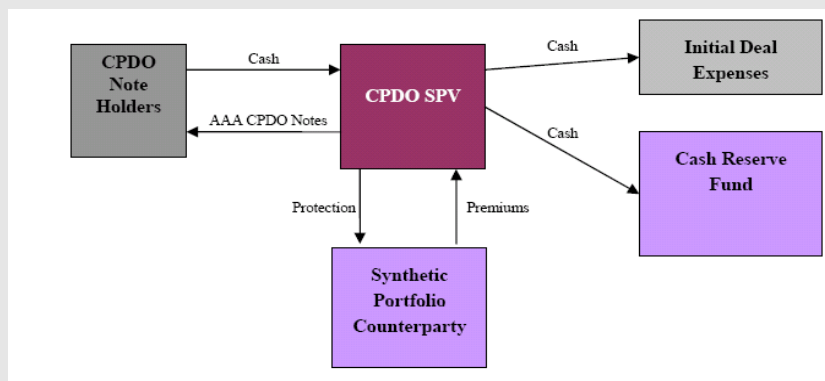 CPDO
Note
Holders
Cash
AAA CPDO Notes
CPDO SPV
Cash
Initial Deal
Expenses
Cash
Cash Reserve
Fund
Protection
Premiums
Synthetic
Portfolio
Counterparty